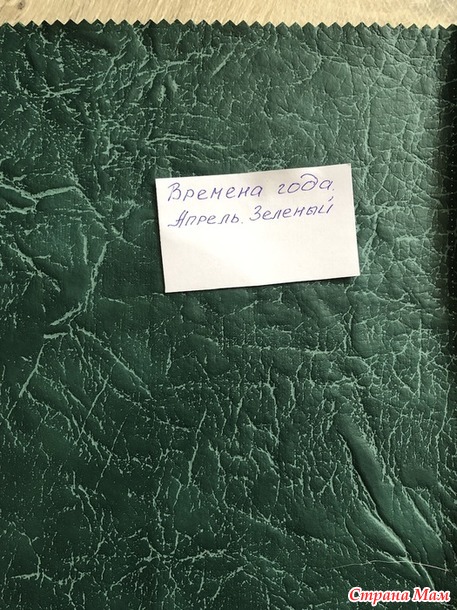 Времена года.
Апрель. Зеленый
Страна Мам